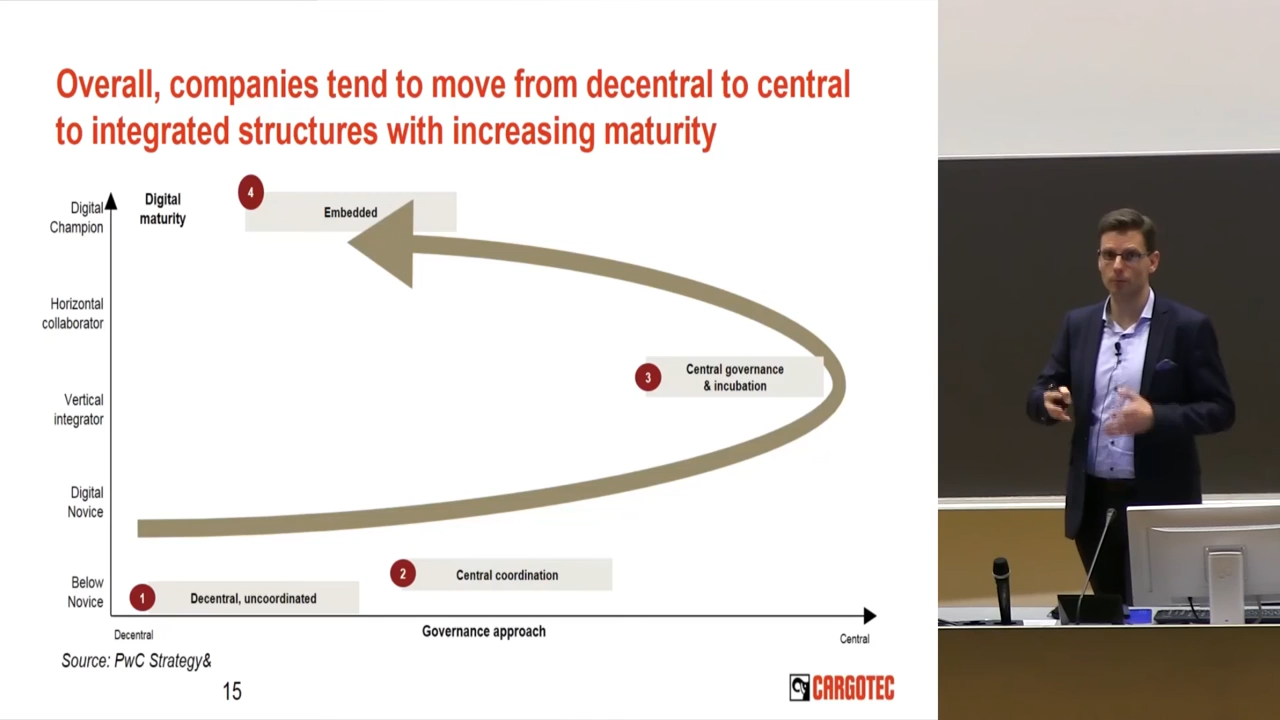 Overall, companies tend to move from decentral to central
to integrated structures with increasing maturity
4
Digital
maturity
Embedded
Digital
Champion
Horizontal
collaborator
3
Central governance
& incubation
Vertical
integrator
Digital
Novice
2
Central coordination
Below
Novice
1
Decentral, uncoordinated
Decentral
Governance approach
Central
Source: PwC Strategy&
15
CARGOTEC